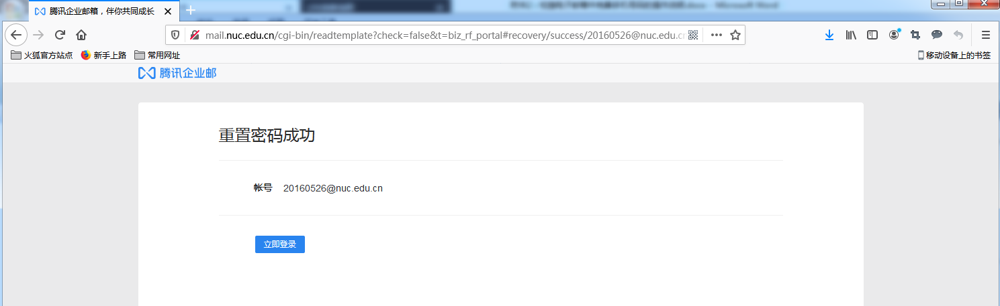 腾讯企业邮箱，伴你共同成长
mail.nuc.edu.cn/cgi-bin/readtemplate?check=false&t=biz_rf_portal#recovery/success/20160526@nuc.edu.cn
火狐官方站点 新手上路 常用网址 移动设备上的书签
腾讯企业邮
重置密码成功
帐号 20160526@nuc.edu.cn
立即登录